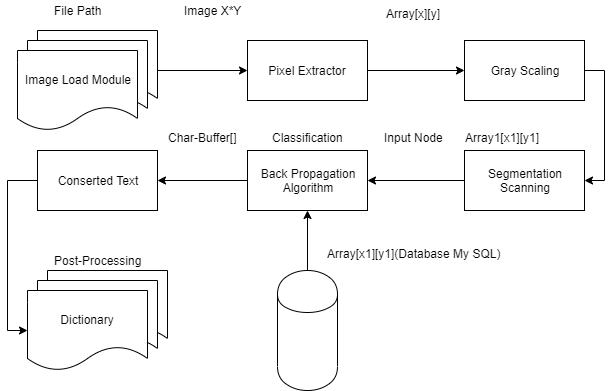 File Path
Image X*Y
Array[x][y]
Image Load Module
Pixel Extractor
Gray Scaling
Char-Buffer[]
Classification
Input Node
Array1[x1][y1]
Conserted Text
Back Propagation
Algorithm
Segmentation
Scanning
Array[x1][y1](Database My SQL)
Post-Processing
Dictionary